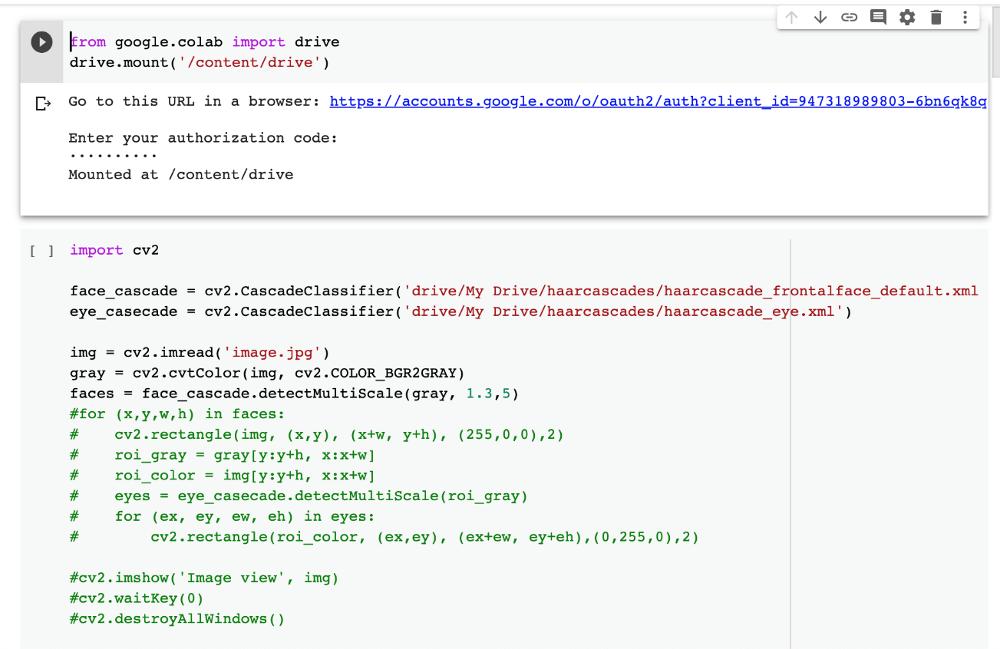 from google.colab import drive
drive.mount('/content/drive')
Go to this URL in a browser: https://accounts.google.com/o/oauth2/auth?client_id=947318989803-6bn6qk8q
Enter your authorization code:
··········
Mounted at /content/drive
[ ] import cv2
face_cascade = cv2.CascadeClassifier('drive/My Drive/haarcascades/haarcascade_frontalface_default.xml
eye_casecade = cv2.CascadeClassifier('drive/My Drive/haarcascades/haarcascade_eye.xml')
img = cv2.imread('image.jpg')
gray = cv2.cvtColor(img, cv2.COLOR_BGR2GRAY)
faces = face_cascade.detectMultiScale(gray, 1.3,5)
#for (x,y,w,h) in faces:
#    cv2.rectangle(img, (x,y), (x+w, y+h), (255,0,0),2)
#    roi_gray = gray[y:y+h, x:x+w]
#    roi_color = img[y:y+h, x:x+w]
#    eyes = eye_casecade.detectMultiScale(roi_gray)
#    for (ex, ey, ew, eh) in eyes:
#        cv2.rectangle(roi_color, (ex,ey), (ex+ew, ey+eh),(0,255,0),2)
#cv2.imshow('Image view', img)
#cv2.waitKey(0)
#cv2.destroyAllWindows()